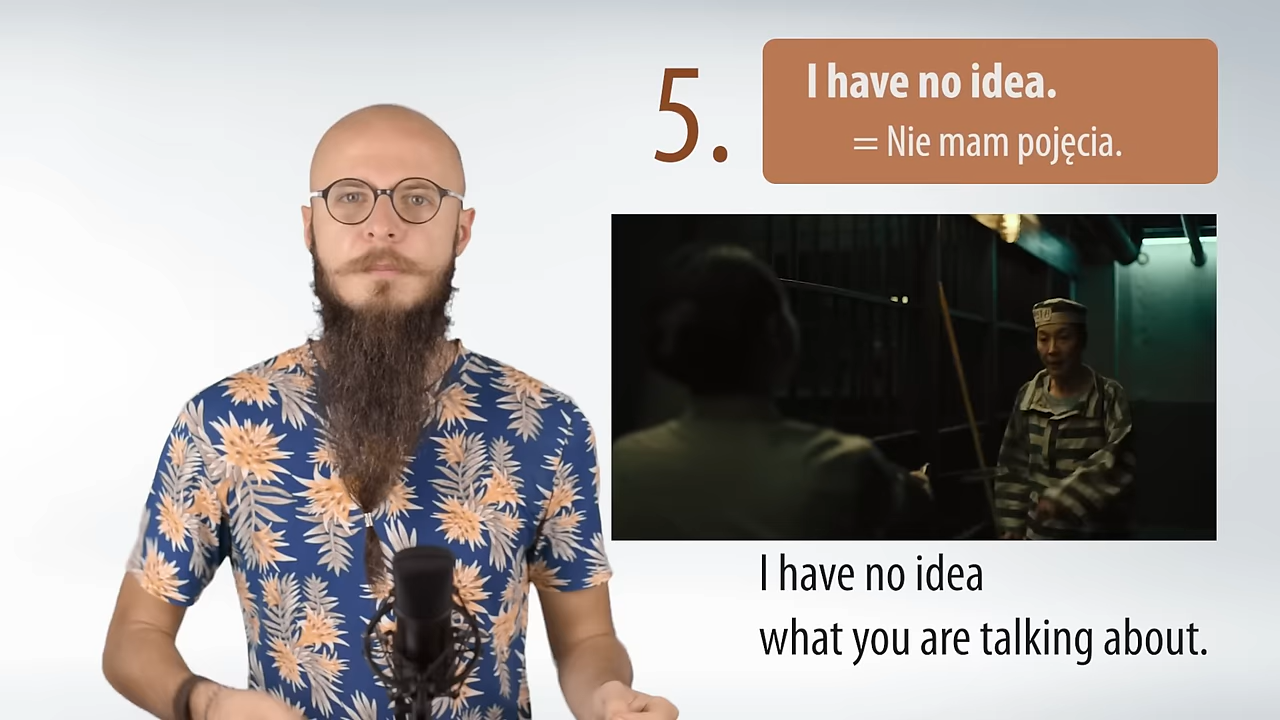 5.
I have no idea.
= Nie mam pojęcia.
I have no idea
what you are talking about.